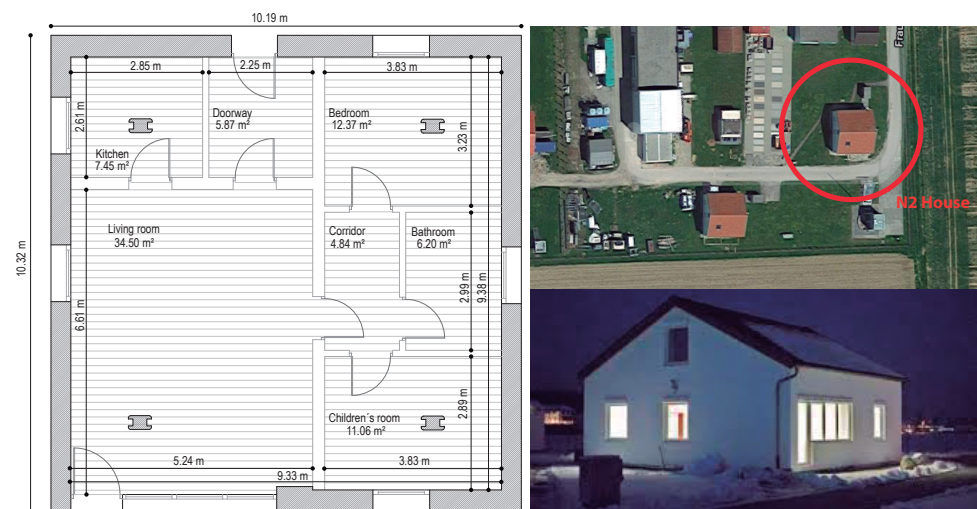 10.19 m
2.85 m
2.25 m
3.83 m
2.61 m
Doorway
5.87 m²
Bedroom
12.37 m²
3.23 m
Kitchen
7.45 m²
Living room
34.50 m²
Corridor
4.84 m²
Bathroom
6.20 m²
10.32 m
6.61 m
2.99 m
9.38 m
2.89 m
Children´s room
11.06 m²
5.24 m
3.83 m
9.33 m
Frau
N2 House